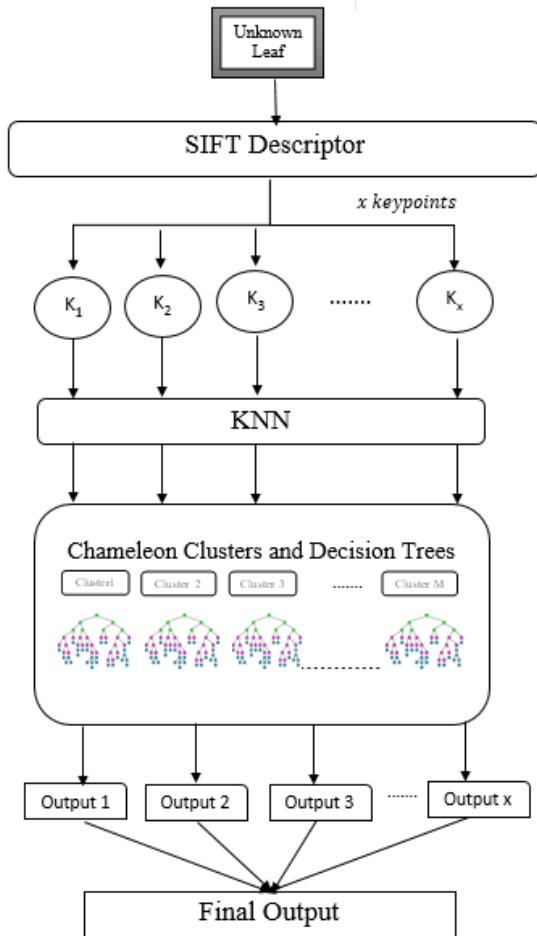 Unknown
Leaf
SIFT Descriptor
x keypoints
K1 K2 K3 ....... Kx
KNN
Chameleon Clusters and Decision Trees
Cluster1 Cluster 2 Cluster 3 ....... Cluster M
Output 1 Output 2 Output 3 ....... Output x
Final Output